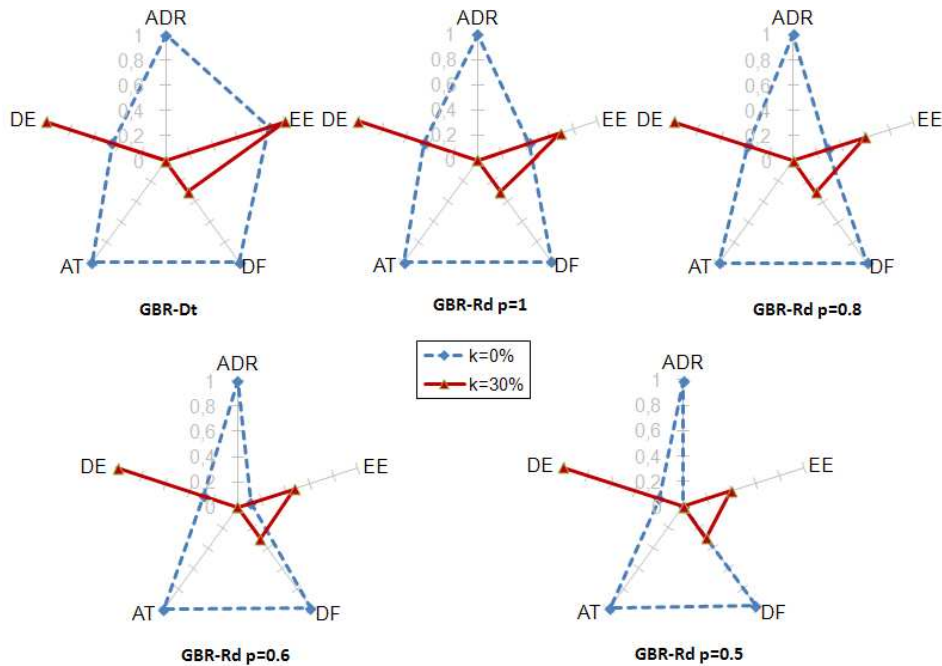 ADR
1
0,8
0,6
0,4
0,2
0
DE
EE
AT
DF
GBR-Dt
ADR
1
0,8
0,6
0,4
0,2
0
DE
EE
AT
DF
GBR-Rd p=1
ADR
1
0,8
0,6
0,4
0,2
0
DE
EE
AT
DF
GBR-Rd p=0.8
k=0%
k=30%
ADR
1
0,8
0,6
0,4
0,2
0
DE
EE
AT
DF
GBR-Rd p=0.6
ADR
1
0,8
0,6
0,4
0,2
0
DE
EE
AT
DF
GBR-Rd p=0.5